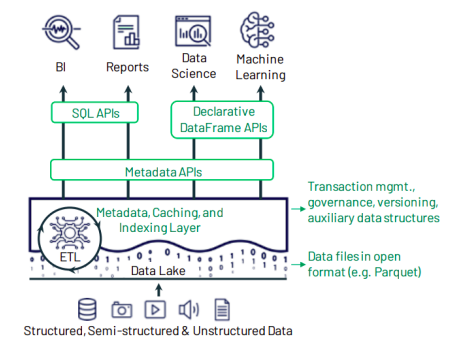 BI
Reports
Data
Science
Machine
Learning
SQL APIs
Declarative
DataFrame APIs
Metadata APIs
Metadata, Caching, and
Indexing Layer
Transaction mgmt.,
governance, versioning,
auxiliary data structures
ETL
Data Lake
Data files in open
format (e.g. Parquet)
Structured, Semi-structured & Unstructured Data